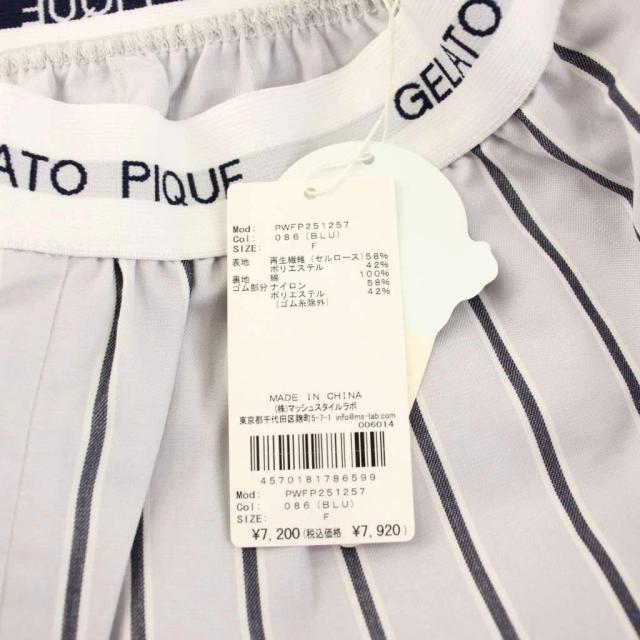 GELATO
ATO PIQUE
Mod: PWFP251257
Col: 086(BLU)
SIZE: F
表地 再生繊維(セルロース)58%
ポリエステル 42%
裏地 綿 100%
ゴム部分 ナイロン 58%
ポリエステル 42%
(ゴム糸除外)
MADE IN CHINA
(株)マッシュスタイルラボ
東京都千代田区麹町5-7-1 info@ms-lab.com
006014
4570181786599
Mod: PWFP251257
Col: 086(BLU)
SIZE: F
¥7,200(税込価格 ¥7,920)